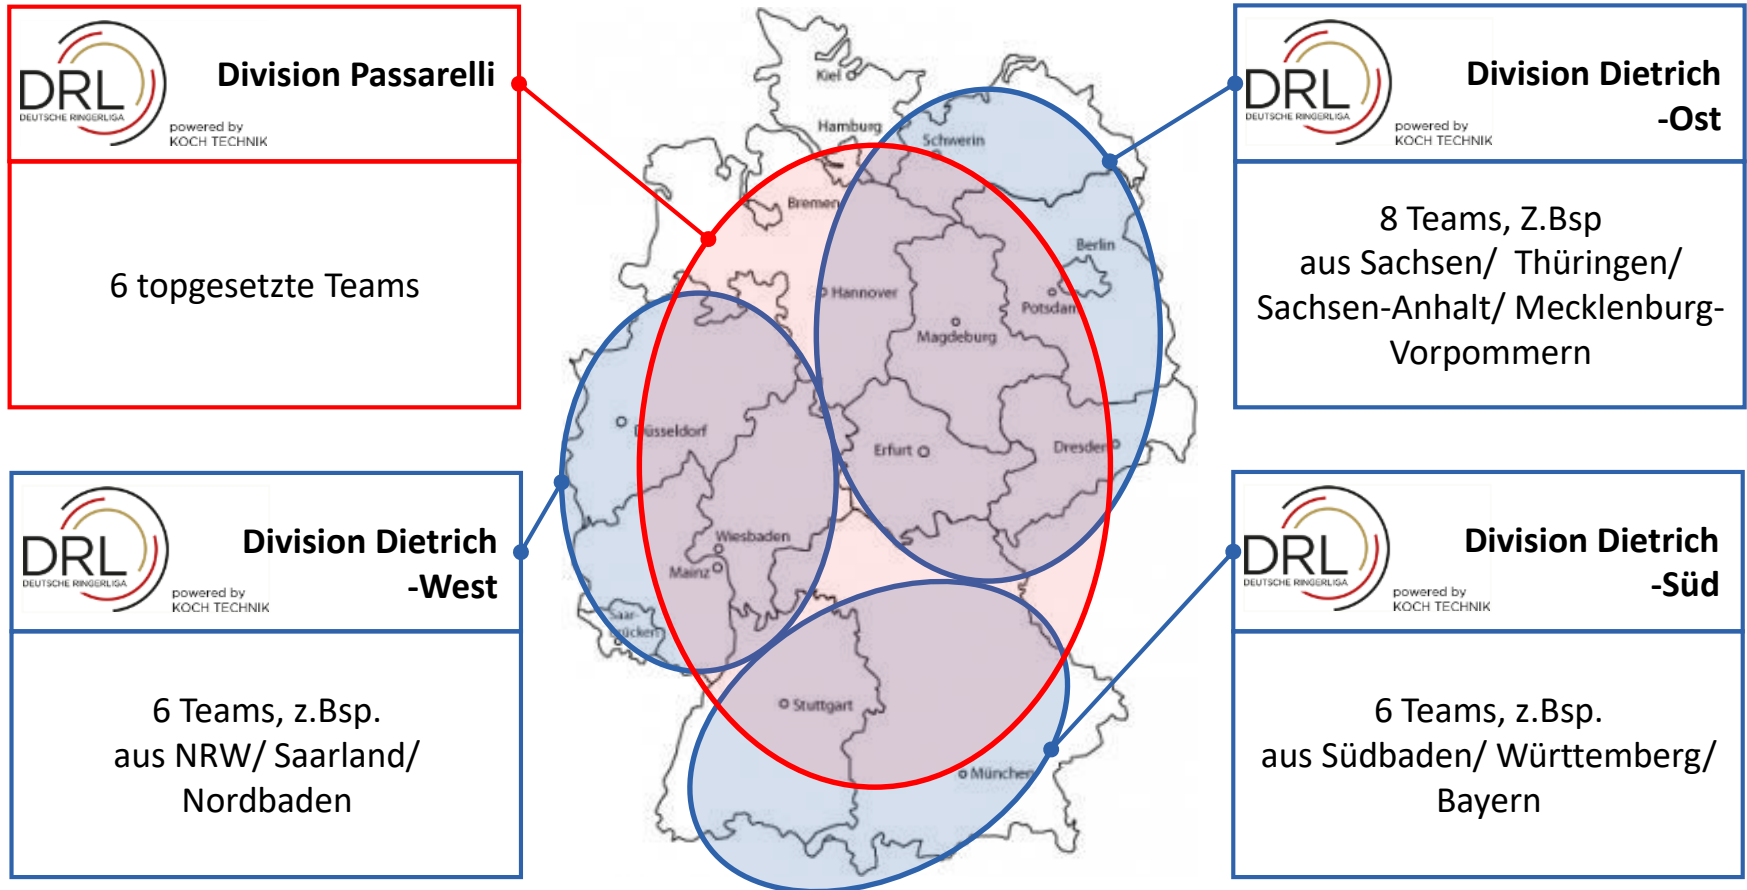 DRL
DEUTSCHE RINGERLIGA
powered by
KOCH TECHNIK
Division Passarelli
6 topgesetzte Teams
DRL
DEUTSCHE RINGERLIGA
powered by
KOCH TECHNIK
Division Dietrich
-West
6 Teams, z.Bsp.
aus NRW/ Saarland/
Nordbaden
Kiel
Hamburg
Schwerin
Bremen
Berlin
Hannover
Potsdam
Magdeburg
Düsseldorf
Erfurt
Dresden
Wiesbaden
Mainz
Saar-
brücken
Stuttgart
München
DRL
DEUTSCHE RINGERLIGA
powered by
KOCH TECHNIK
Division Dietrich
-Ost
8 Teams, Z.Bsp
aus Sachsen/ Thüringen/
Sachsen-Anhalt/ Mecklenburg-
Vorpommern
DRL
DEUTSCHE RINGERLIGA
powered by
KOCH TECHNIK
Division Dietrich
-Süd
6 Teams, z.Bsp.
aus Südbaden/ Württemberg/
Bayern